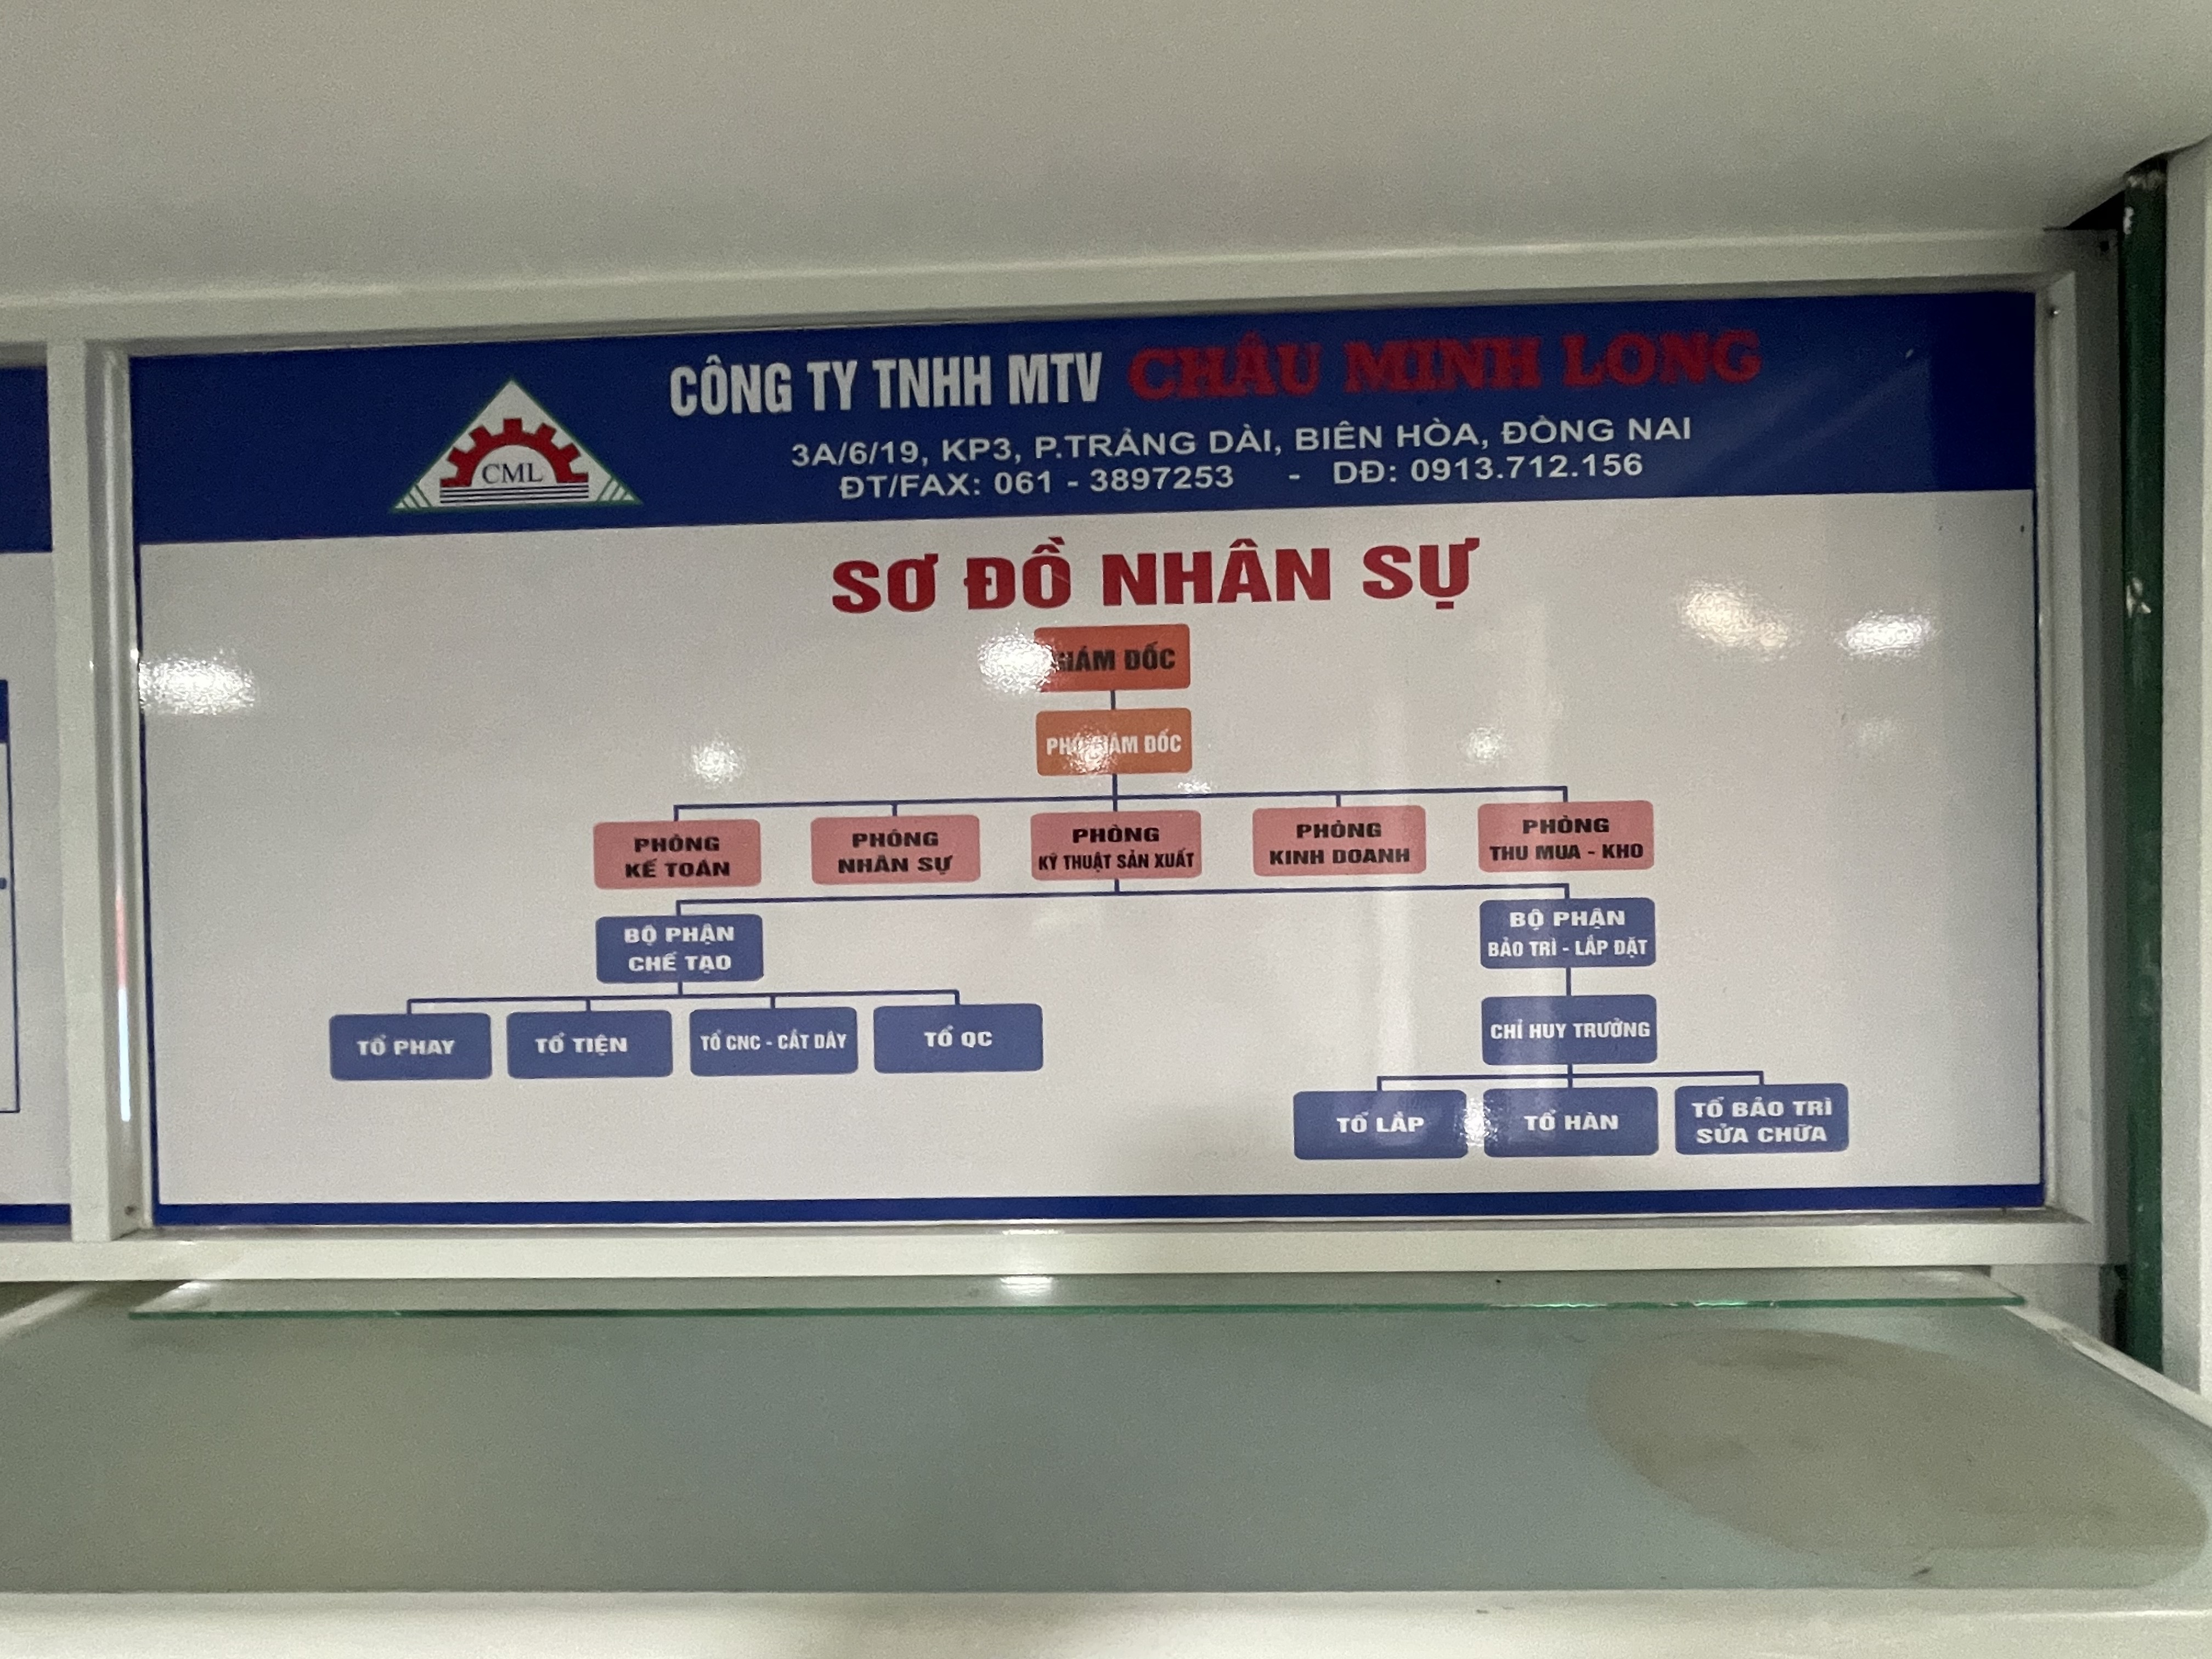 CÔNG TY TNHH MTV CHÂU MINH LONG
CML
3A/6/19, KP3, P.TRẢNG DÀI, BIÊN HÒA, ĐỒNG NAI
ĐT/FAX: 061 - 3897253 - DĐ: 0913.712.156
SƠ ĐỒ NHÂN SỰ
GIÁM ĐỐC
PHÓ GIÁM ĐỐC
PHÒNG
KẾ TOÁN
PHÒNG
NHÂN SỰ
PHÒNG
KỸ THUẬT SẢN XUẤT
PHÒNG
KINH DOANH
PHÒNG
THU MUA - KHO
BỘ PHẬN
CHẾ TẠO
BỘ PHẬN
BẢO TRÌ - LẮP ĐẶT
TỔ PHAY
TỔ TIỆN
TỔ CNC - CẮT DÂY
TỔ QC
CHỈ HUY TRƯỞNG
TỔ LẮP
TỔ HÀN
TỔ BẢO TRÌ
SỬA CHỮA